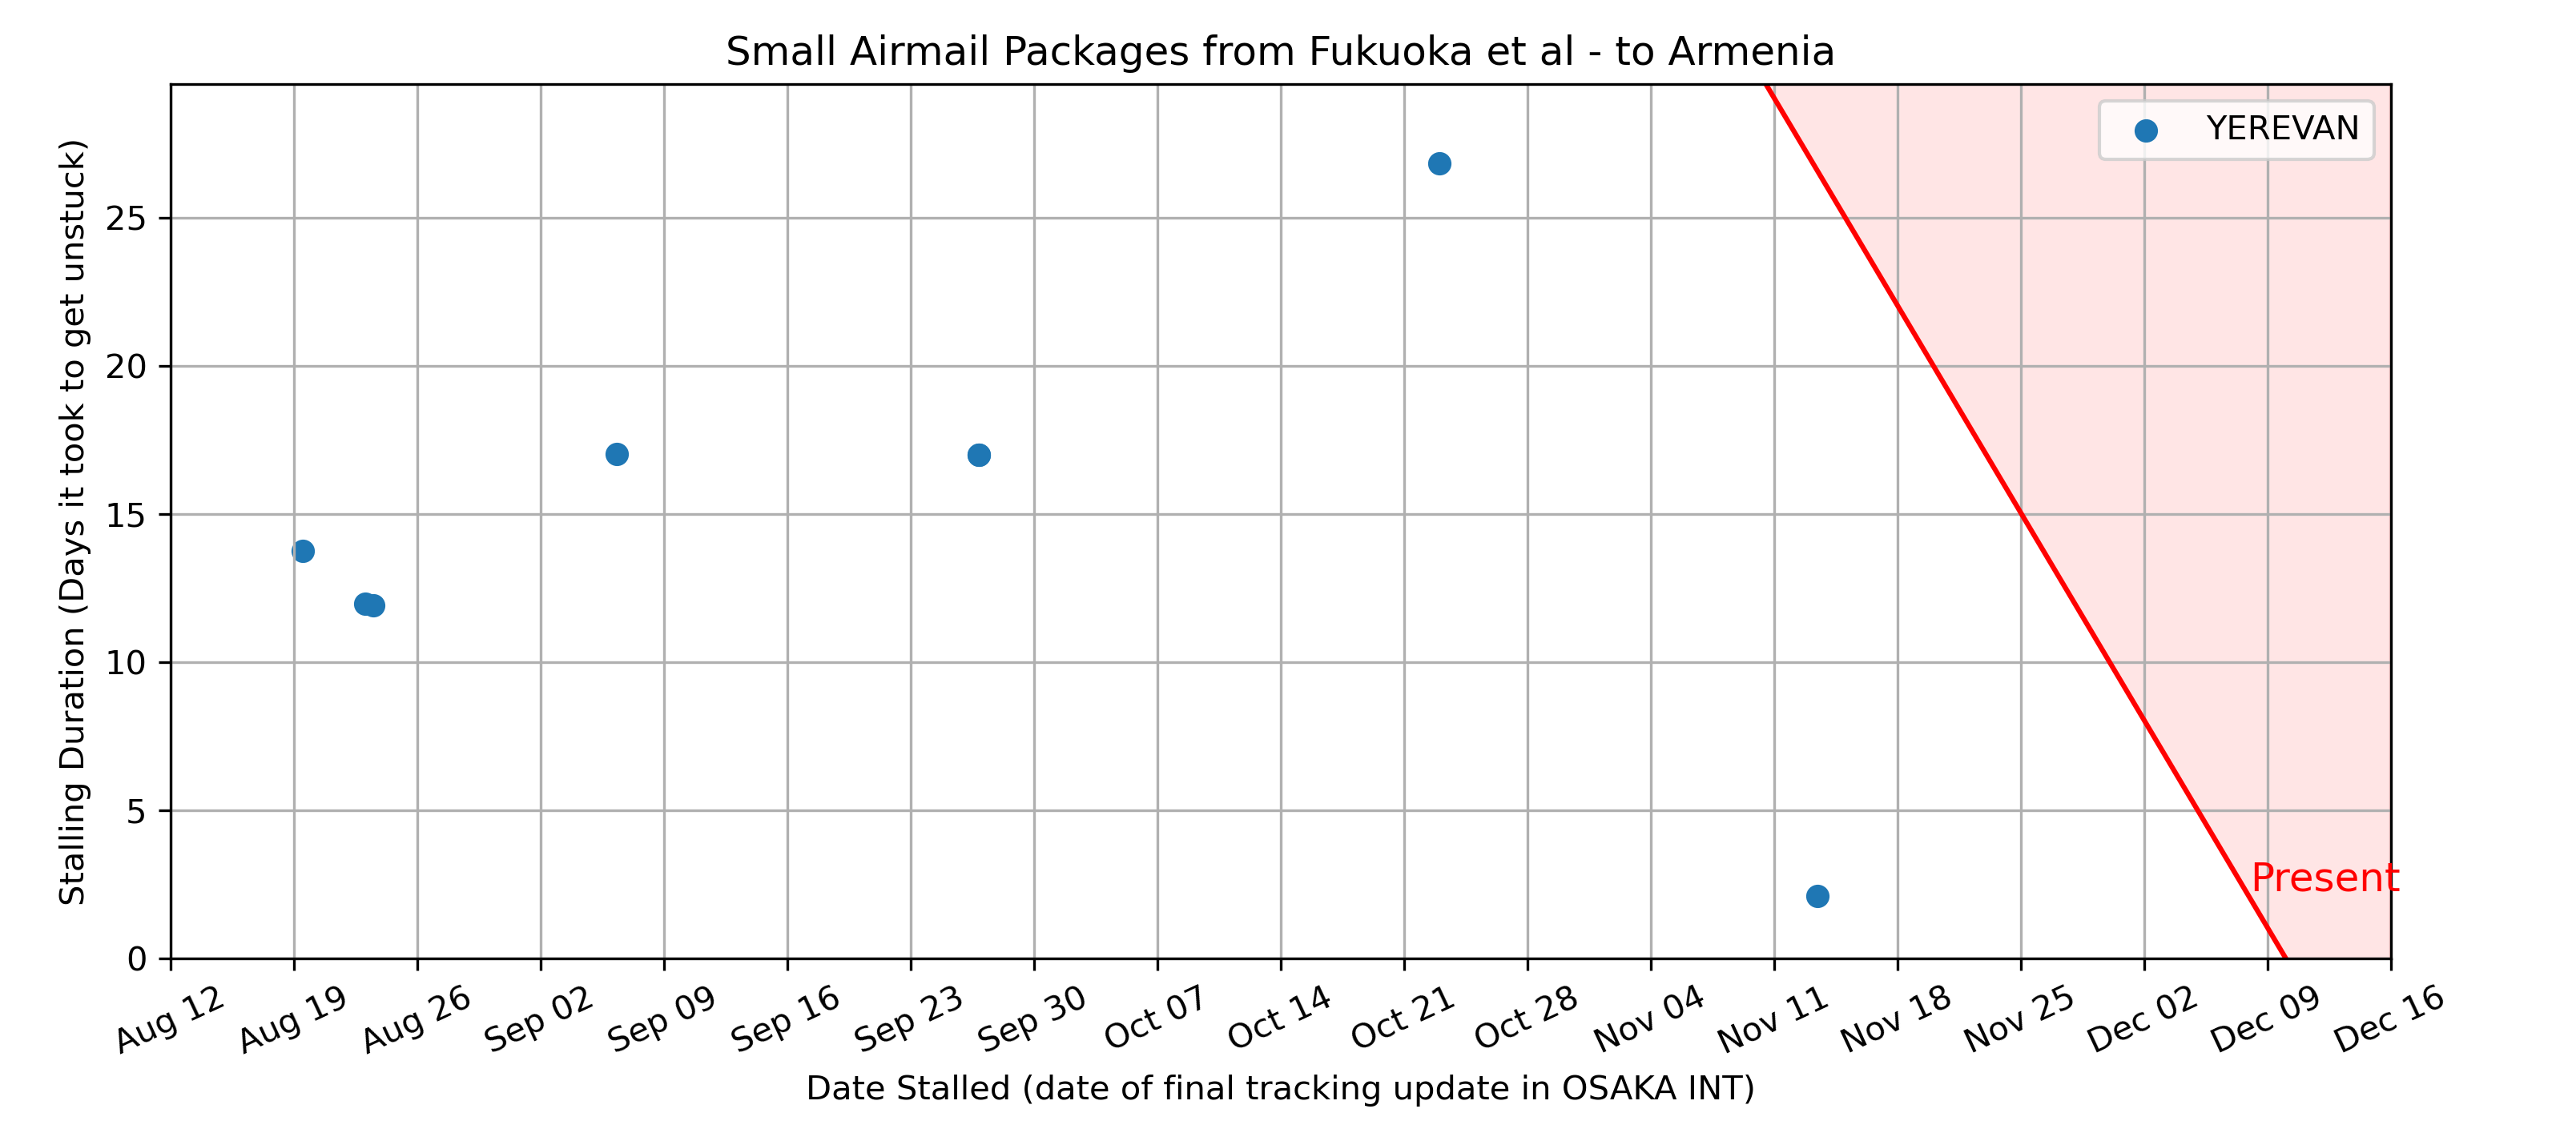 Small Airmail Packages from Fukuoka et al - to Armenia
YEREVAN
Stalling Duration (Days it took to get unstuck)
25
20
15
10
5
0
Present
Aug 12
Aug 19
Aug 26
Sep 02
Sep 09
Sep 16
Sep 23
Sep 30
Oct 07
Oct 14
Oct 21
Oct 28
Nov 04
Nov 11
Nov 18
Nov 25
Dec 02
Dec 09
Dec 16
Date Stalled (date of final tracking update in OSAKA INT)